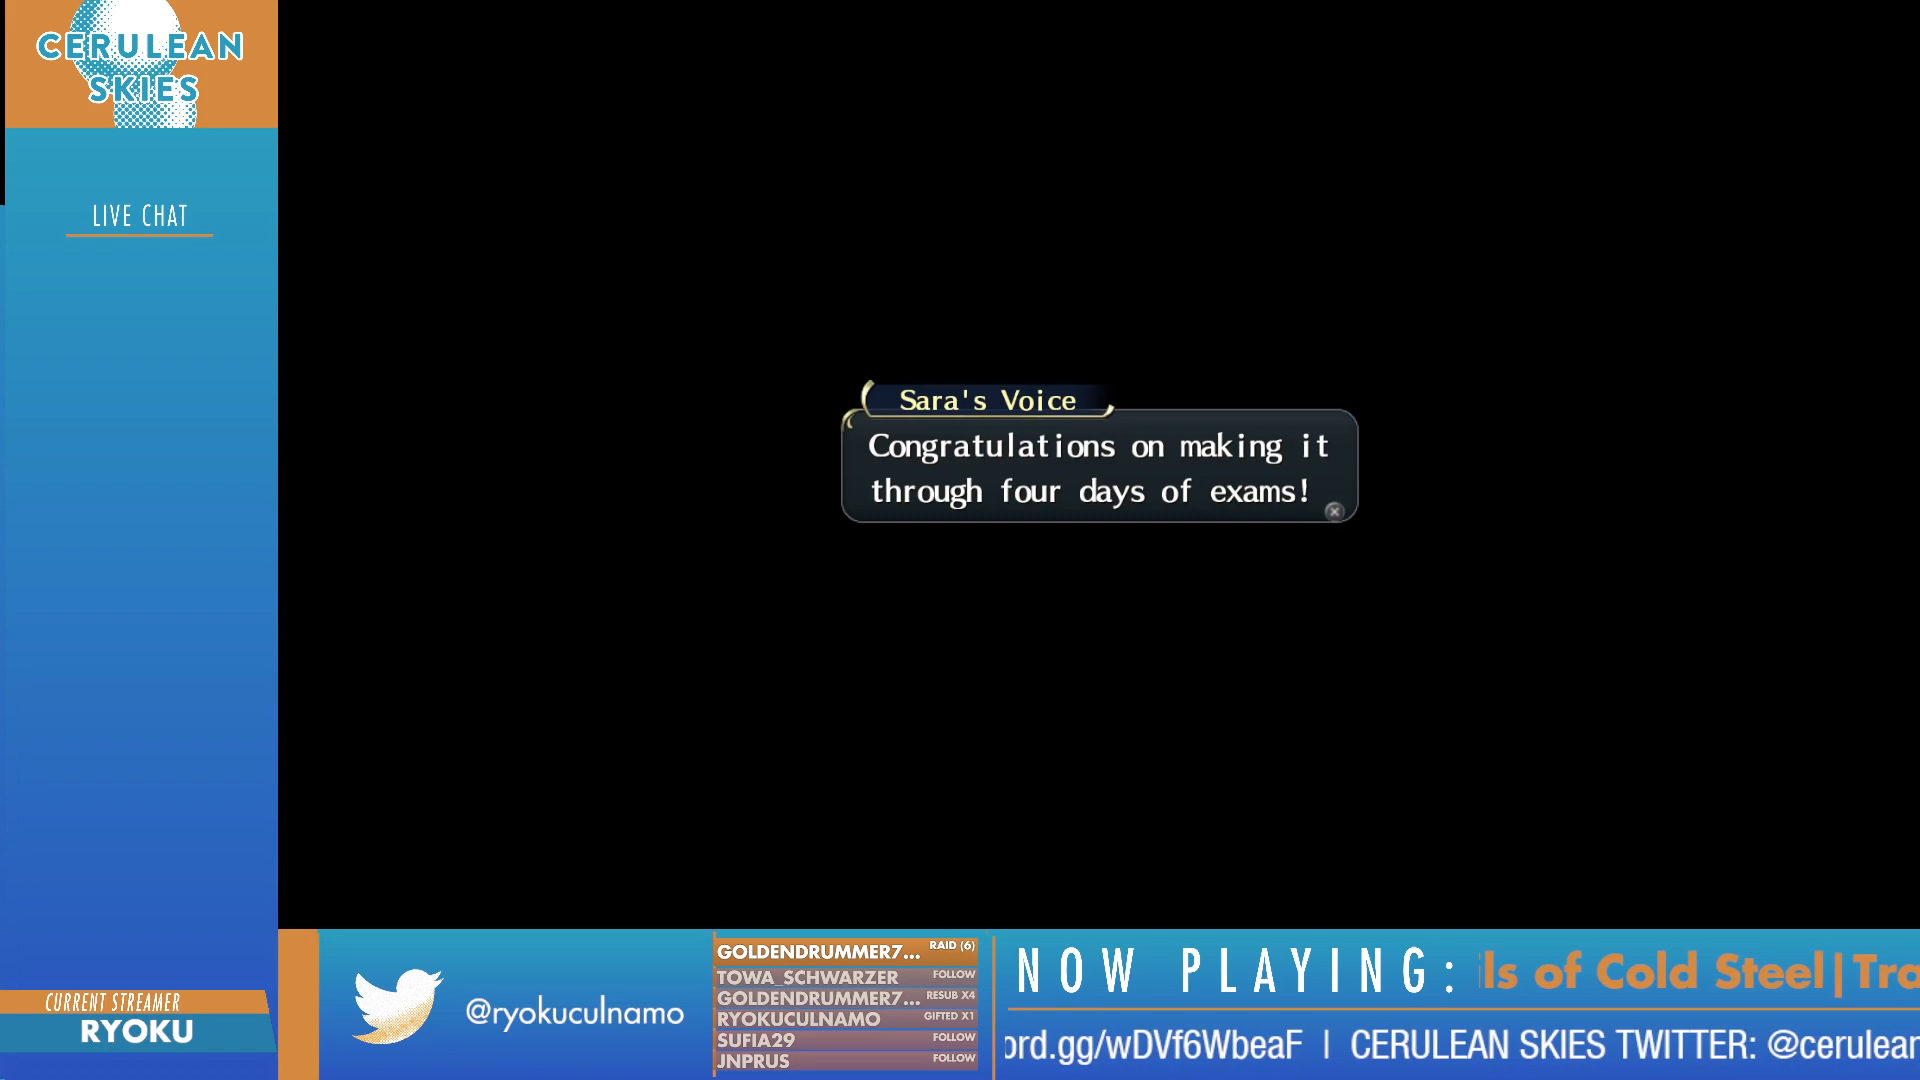 CERULEAN
SKIES
LIVE CHAT
Sara's Voice
Congratulations on making it
through four days of exams!
CURRENT STREAMER
RYOKU
@ryokuculnamo
GOLDENDRUMMER7... RAID (6)
TOWA_SCHWARZER FOLLOW
GOLDENDRUMMER7... RESUB X4
RYOKUCULNAMO GIFTED X1
SUFIA29 FOLLOW
JNPRUS FOLLOW
NOW PLAYING: ils of Cold Steel|Tra
ord.gg/wDVf6WbeaF | CERULEAN SKIES TWITTER: @cerulean